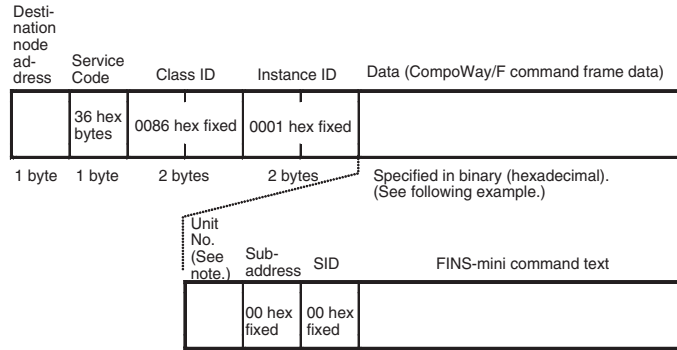 Desti-
nation
node
ad-
dress
Service
Code
Class ID
Instance ID
Data (CompoWay/F command frame data)
36 hex
bytes
0086 hex fixed
0001 hex fixed
1 byte
1 byte
2 bytes
2 bytes
Specified in binary (hexadecimal).
(See following example.)
Unit
No.
(See
note.)
Sub-
address
SID
FINS-mini command text
00 hex
fixed
00 hex
fixed